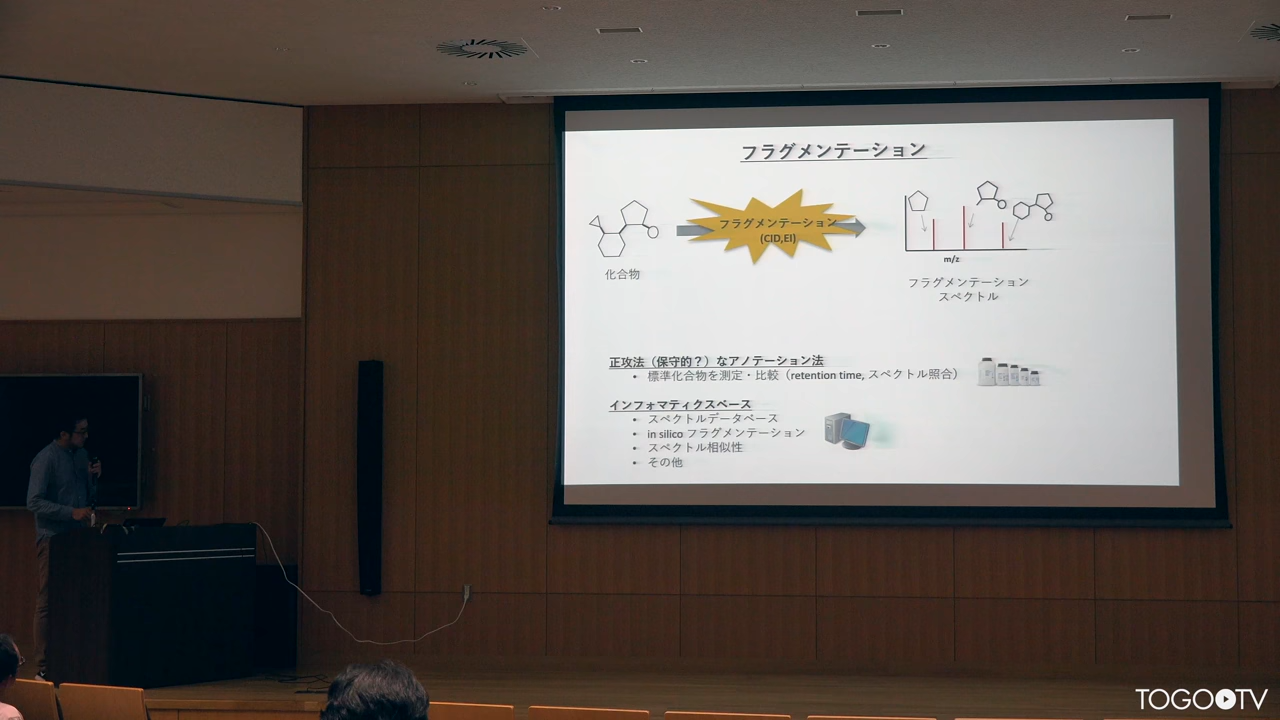 フラグメンテーション
フラグメンテーション
(CID,EI)
化合物
m/z
フラグメンテーション
スペクトル
正攻法（保守的？）なアノテーション法
• 標準化合物を測定・比較（retention time, スペクトル照合）
インフォマティクスベース
• スペクトルデータベース
• in silico フラグメンテーション
• スペクトル相似性
• その他
TOGOTV